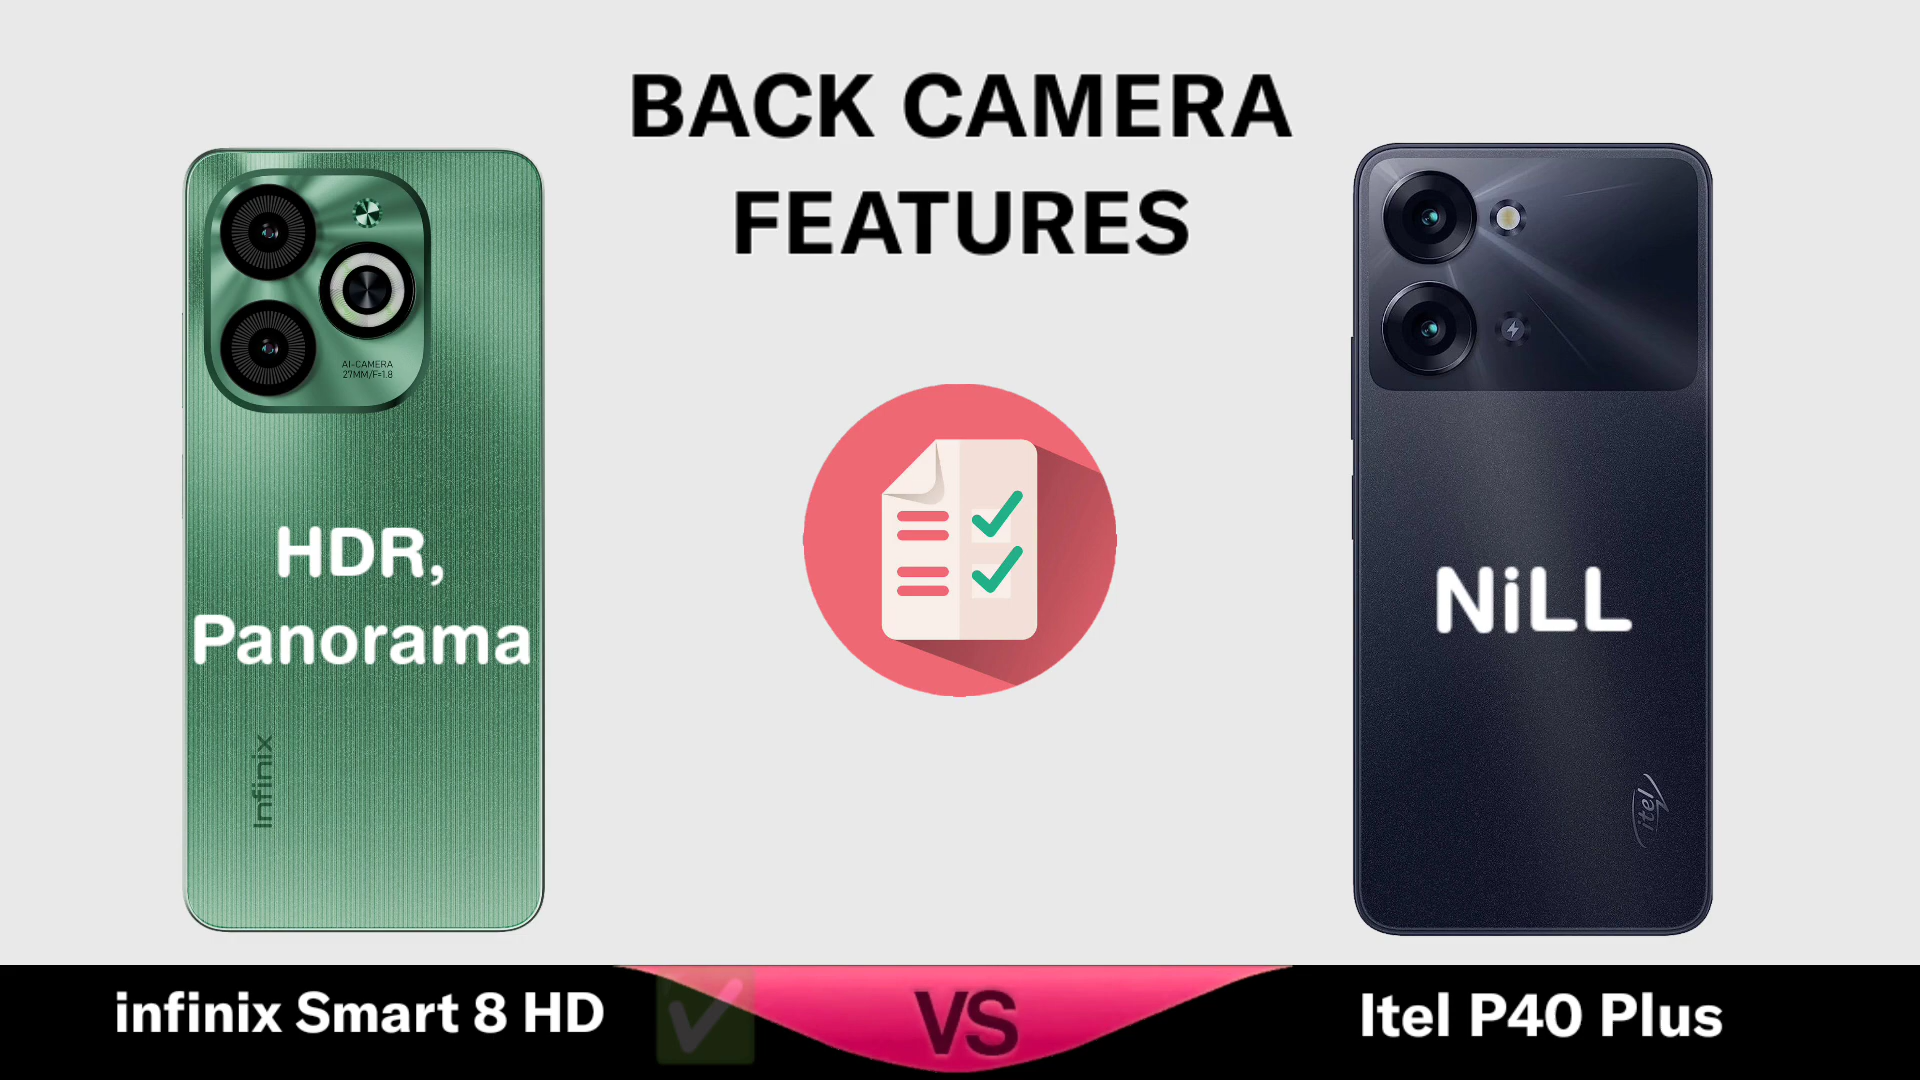 BACK CAMERA
FEATURES
AI-CAMERA
27MM/F=1.8
HDR,
Panorama
Infinix
NiLL
itel
infinix Smart 8 HD
VS
Itel P40 Plus